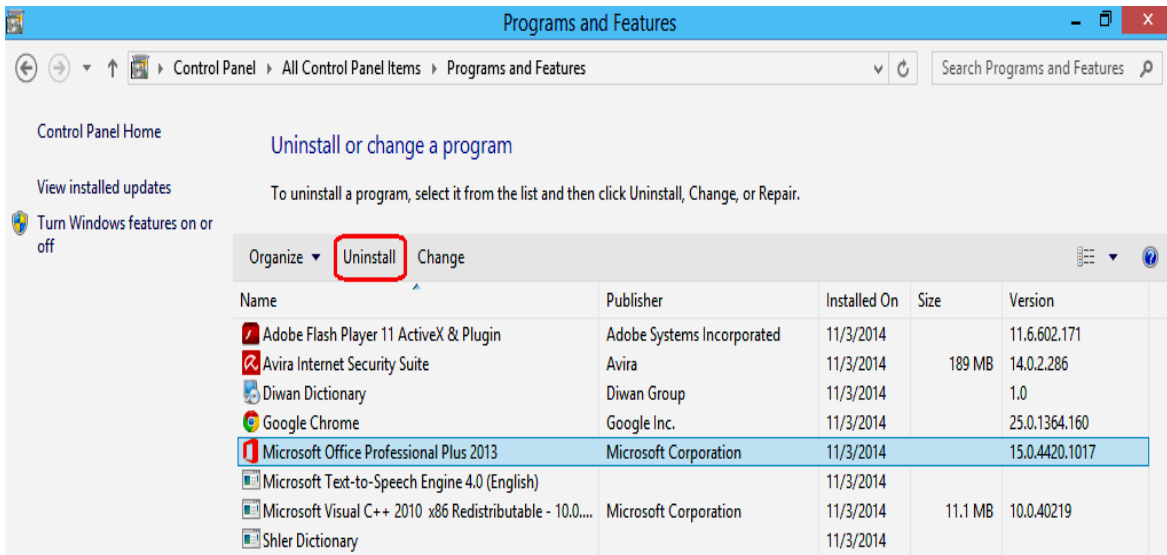 Programs and Features
Control Panel All Control Panel Items Programs and Features
Search Programs and Features
Control Panel Home
View installed updates
Turn Windows features on or
off
Uninstall or change a program
To uninstall a program, select it from the list and then click Uninstall, Change, or Repair.
Organize Uninstall Change
Name Publisher Installed On Size Version
Adobe Flash Player 11 ActiveX & Plugin Adobe Systems Incorporated 11/3/2014 11.6.602.171
Avira Internet Security Suite Avira 11/3/2014 189 MB 14.0.2.286
Diwan Dictionary Diwan Group 11/3/2014 1.0
Google Chrome Google Inc. 11/3/2014 25.0.1364.160
Microsoft Office Professional Plus 2013 Microsoft Corporation 11/3/2014 15.0.4420.1017
Microsoft Text-to-Speech Engine 4.0 (English) 11/3/2014
Microsoft Visual C++ 2010 x86 Redistributable - 10.0.... Microsoft Corporation 11/3/2014 11.1 MB 10.0.40219
Shler Dictionary 11/3/2014